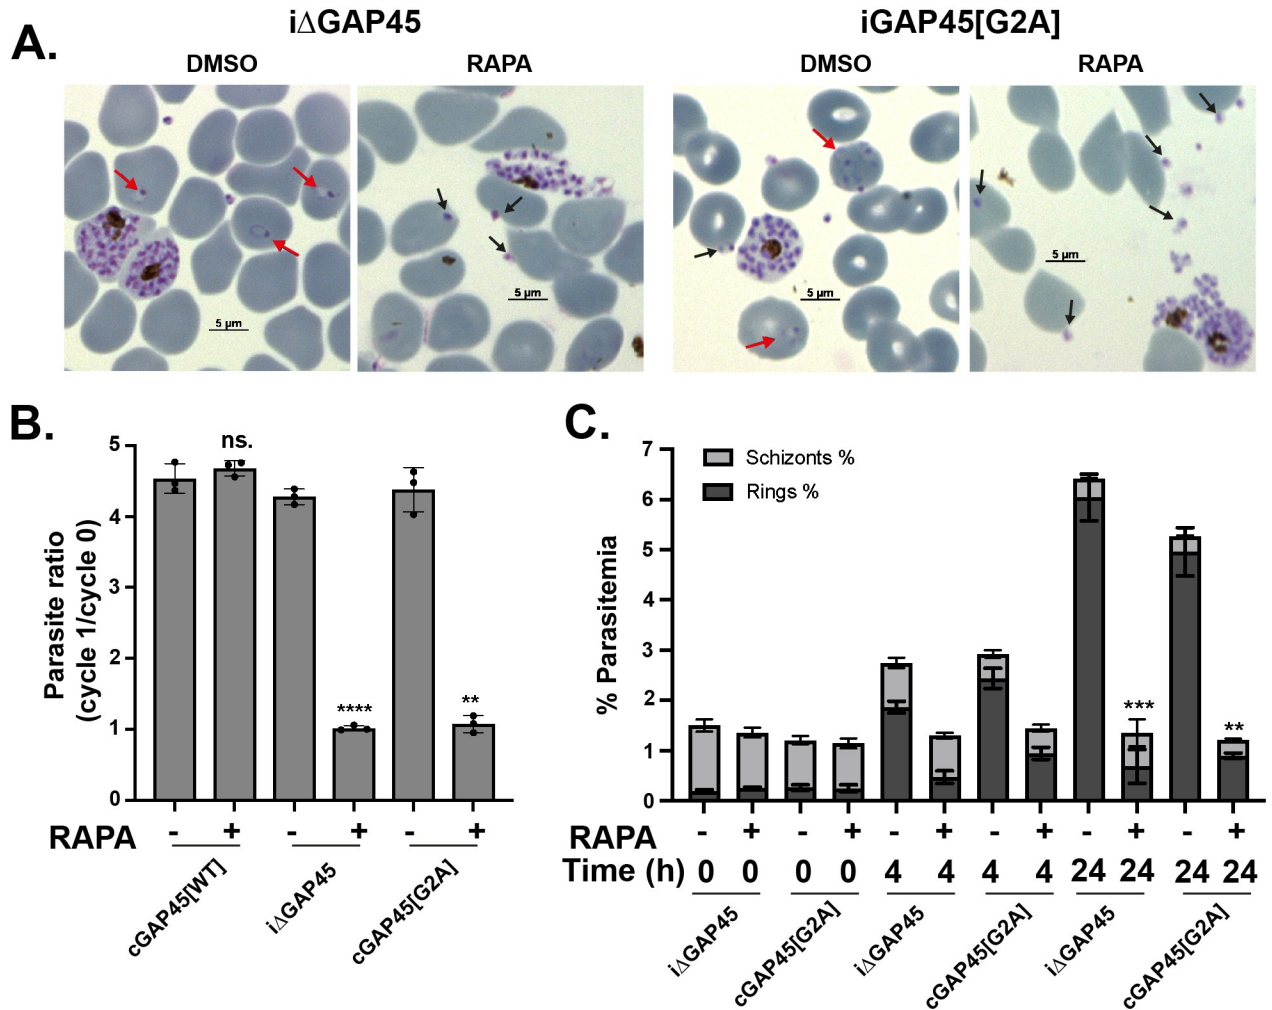 A.
iΔGAP45
iGAP45[G2A]
DMSO
RAPA
DMSO
RAPA
5 µm
5 µm
5 µm
5 µm
B.
Parasite ratio
(cycle 1/cycle 0)
5
4
3
2
1
0
ns.
****
**
RAPA - + - + - +
cGAP45[WT]
iΔGAP45
cGAP45[G2A]
C.
% Parasitemia
7
6
5
4
3
2
1
0
Schizonts %
Rings %
***
**
RAPA - + - + - + - + - + - +
Time (h) 0 0 0 0 4 4 4 4 24 24 24 24
iΔGAP45
cGAP45[G2A]
iΔGAP45
cGAP45[G2A]
iΔGAP45
cGAP45[G2A]